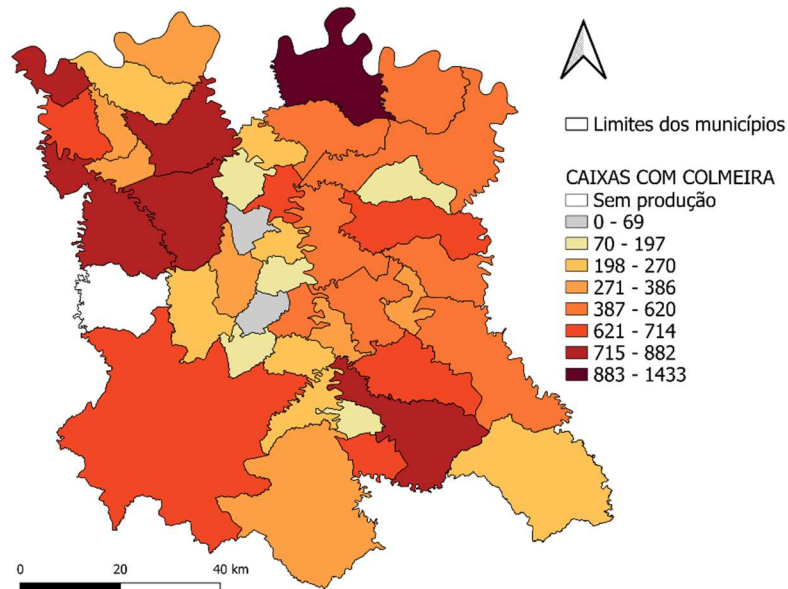 Limites dos municípios
CAIXAS COM COLMEIRA
Sem produção
0 - 69
70 - 197
198 - 270
271 - 386
387 - 620
621 - 714
715 - 882
883 - 1433
0 20 40 km